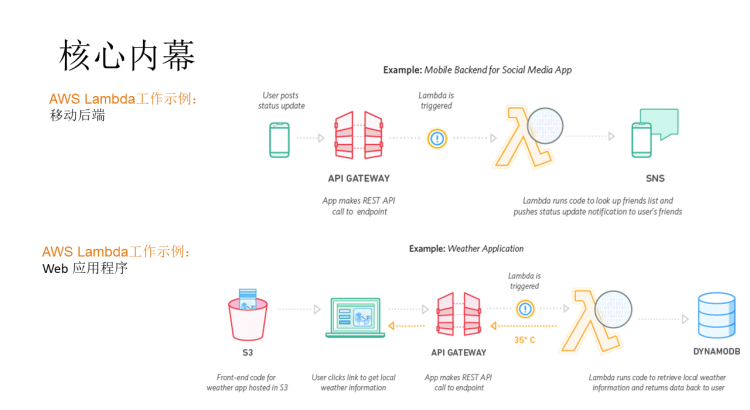 核心内幕
Example: Mobile Backend for Social Media App
AWS Lambda工作示例:
移动后端
User posts
status update
Lambda is
triggered
API GATEWAY
SNS
App makes REST API
call to endpoint
Lambda runs code to look up friends list and
pushes status update notification to user's friends
AWS Lambda工作示例:
Web 应用程序
Example: Weather Application
Lambda is
triggered
35° C
S3
API GATEWAY
DYNAMODB
Front-end code for
weather app hosted in S3
User clicks link to get local
weather information
App makes REST API
call to endpoint
Lambda runs code to retrieve local weather
information and returns data back to user